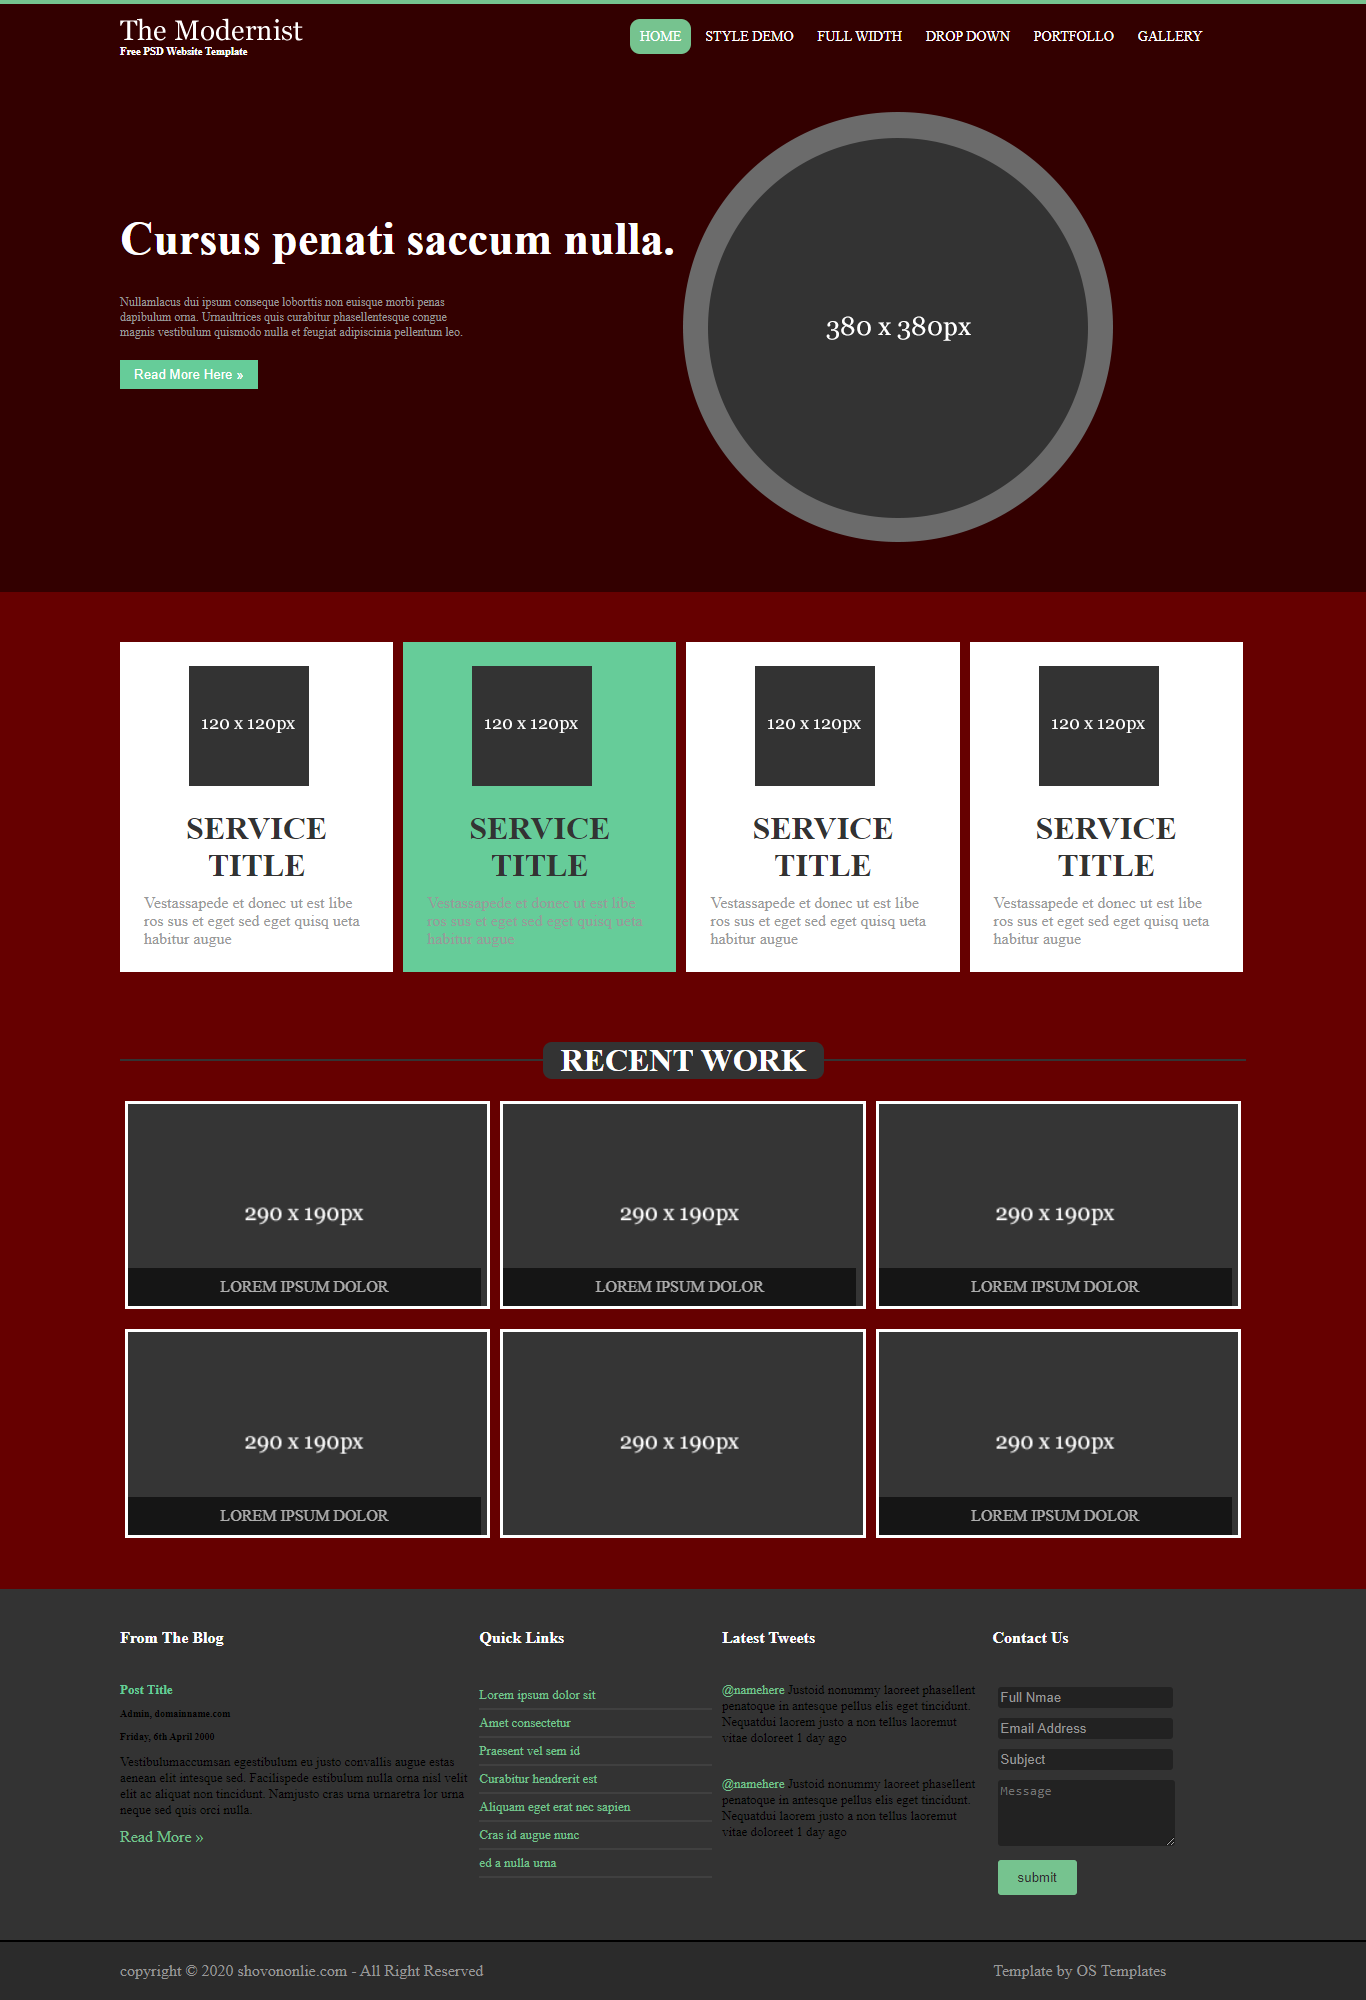 The Modernist
Free PSD Website Template
HOME STYLE DEMO FULL WIDTH DROP DOWN PORTFOLLO GALLERY
Cursus penati saccum nulla.
Nullamlacus dui ipsum conseque loborttis non euisque morbi penas
dapibulum orna. Urnaultrices quis curabitur phasellentesque congue
magnis vestibulum quismodo nulla et feugiat adipiscinia pellentum leo.
Read More Here »
380 x 380px
120 x 120px
SERVICE
TITLE
Vestassapede et donec ut est libe
ros sus et eget sed eget quisq ueta
habitur augue
120 x 120px
SERVICE
TITLE
Vestassapede et donec ut est libe
ros sus et eget sed eget quisq ueta
habitur augue
120 x 120px
SERVICE
TITLE
Vestassapede et donec ut est libe
ros sus et eget sed eget quisq ueta
habitur augue
120 x 120px
SERVICE
TITLE
Vestassapede et donec ut est libe
ros sus et eget sed eget quisq ueta
habitur augue
RECENT WORK
290 x 190px
LOREM IPSUM DOLOR
290 x 190px
LOREM IPSUM DOLOR
290 x 190px
LOREM IPSUM DOLOR
290 x 190px
LOREM IPSUM DOLOR
290 x 190px
290 x 190px
LOREM IPSUM DOLOR
From The Blog
Post Title
Admin, domainname.com
Friday, 6th April 2000
Vestibulumaccumsan egestibulum eu justo convallis augue estas
aenean elit intesque sed. Facilispede estibulum nulla orna nisl velit
elit ac aliquat non tincidunt. Namjusto cras urna urnaretra lor urna
neque sed quis orci nulla.
Read More »
Quick Links
Lorem ipsum dolor sit
Amet consectetur
Praesent vel sem id
Curabitur hendrerit est
Aliquam eget erat nec sapien
Cras id augue nunc
ed a nulla urna
Latest Tweets
@namehere Justoid nonummy laoreet phasellent
penatoque in antesque pellus elis eget tincidunt.
Nequatdui laorem justo a non tellus laoremut
vitae doloreet 1 day ago
@namehere Justoid nonummy laoreet phasellent
penatoque in antesque pellus elis eget tincidunt.
Nequatdui laorem justo a non tellus laoremut
vitae doloreet 1 day ago
Contact Us
Full Nmae
Email Address
Subject
Message
submit
copyright © 2020 shovononlie.com - All Right Reserved
Template by OS Templates